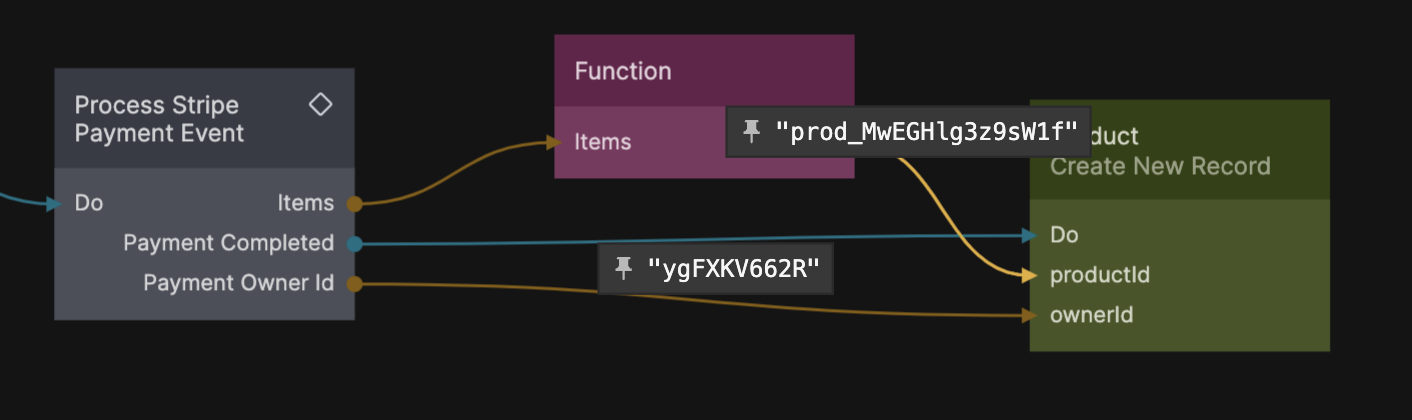 Process Stripe
Payment Event
Do
Items
Payment Completed
Payment Owner Id
Function
Items
"prod_MwEGHlg3z9sW1f"
"ygFXKV662R"
duct
Create New Record
Do
productId
ownerId